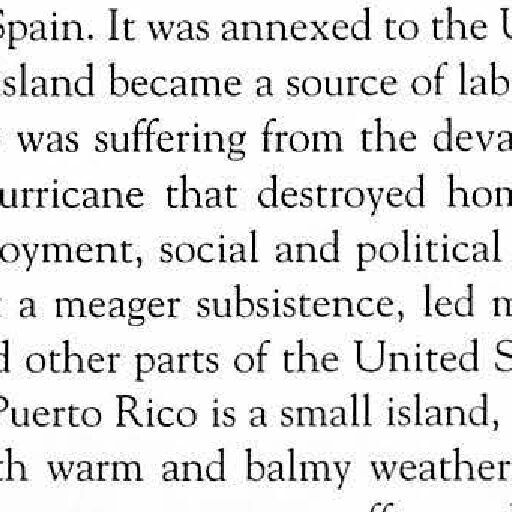 Spain. It was annexed to the U
sland became a source of lab
was suffering from the deva
urricane that destroyed hom
oyment, social and political
a meager subsistence, led m
d other parts of the United S
Puerto Rico is a small island,
th warm and balmy weather